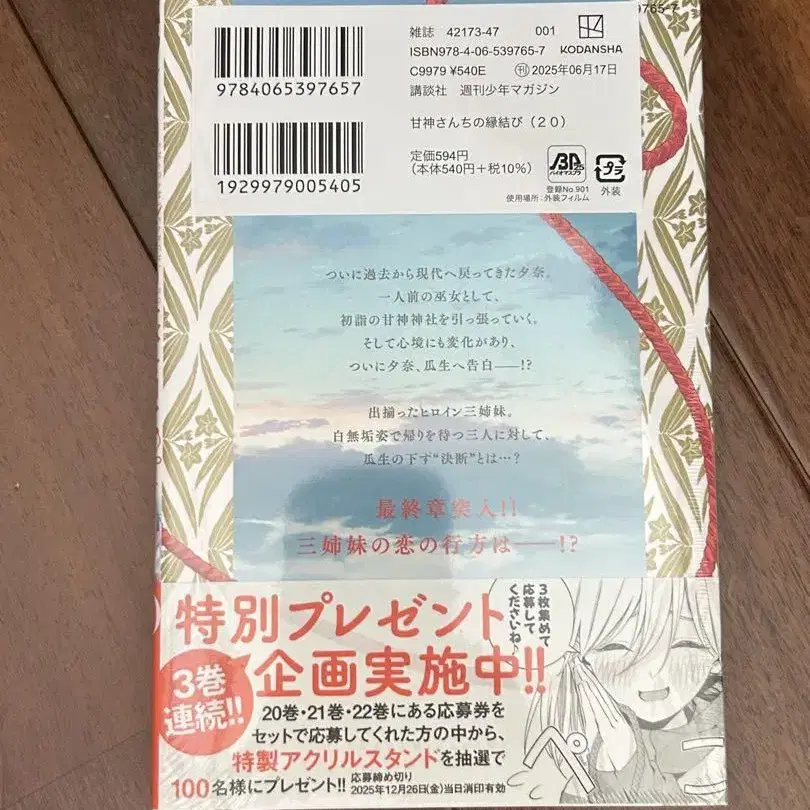 9765-7
雑誌 42173-47 001
ISBN978-4-06-539765-7 KODANSHA
C9979 ¥540E ㊗刊 2025年06月17日
講談社 週刊少年マガジン
9784065397657
甘神さんちの縁結び(20)
定価594円
(本体540円+税10%)
1929979005405
BP 25
バイオマスプラ
登録No.901
使用場所:外装フィルム
プラ
外装
ついに過去から現代へ戻ってきた夕奈。
一人前の巫女として、
初詣の甘神神社を引っ張っていく。
そして心境にも変化があり、
ついに夕奈、瓜生へ告白――!?
出揃ったヒロイン三姉妹。
白無垢姿で帰りを待つ三人に対して、
瓜生の下す“決断”とは…?
最終章突入!!
三姉妹の恋の行方は――!?
3枚集めて
応募して
くださいね♪
特別プレゼント
企画実施中!!
3巻
連続!!
20巻・21巻・22巻にある応募券を
セットで応募してくれた方の中から、
特製アクリルスタンドを抽選で
100名様にプレゼント!! 応募締め切り
2025年12月26日(金)当日消印有効
ペコ